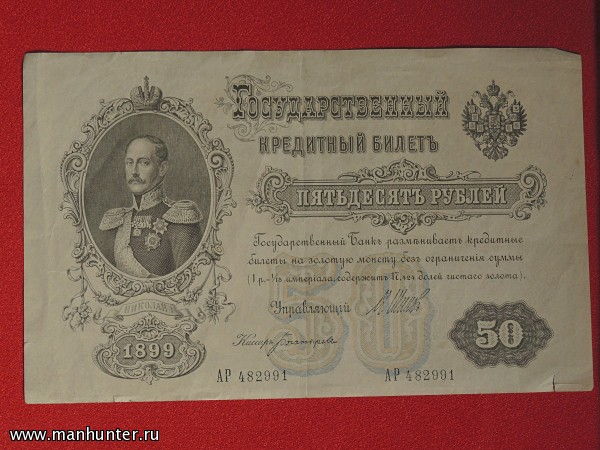 Государственный
КРЕДИТНЫЙ БИЛЕТЪ
ПЯТЬДЕСЯТЪ РУБЛЕЙ
Государственный Банкъ размѣниваетъ кредитные
билеты на золотую монету безъ ограниченія суммы
(1 р.= 1/15 имперіала, содержитъ 17,424 долей чистаго золота).
Управляющій
НИКОЛАЙ I
1899
50
Кассиръ
АР 482991
АР 482991
www.manhunter.ru